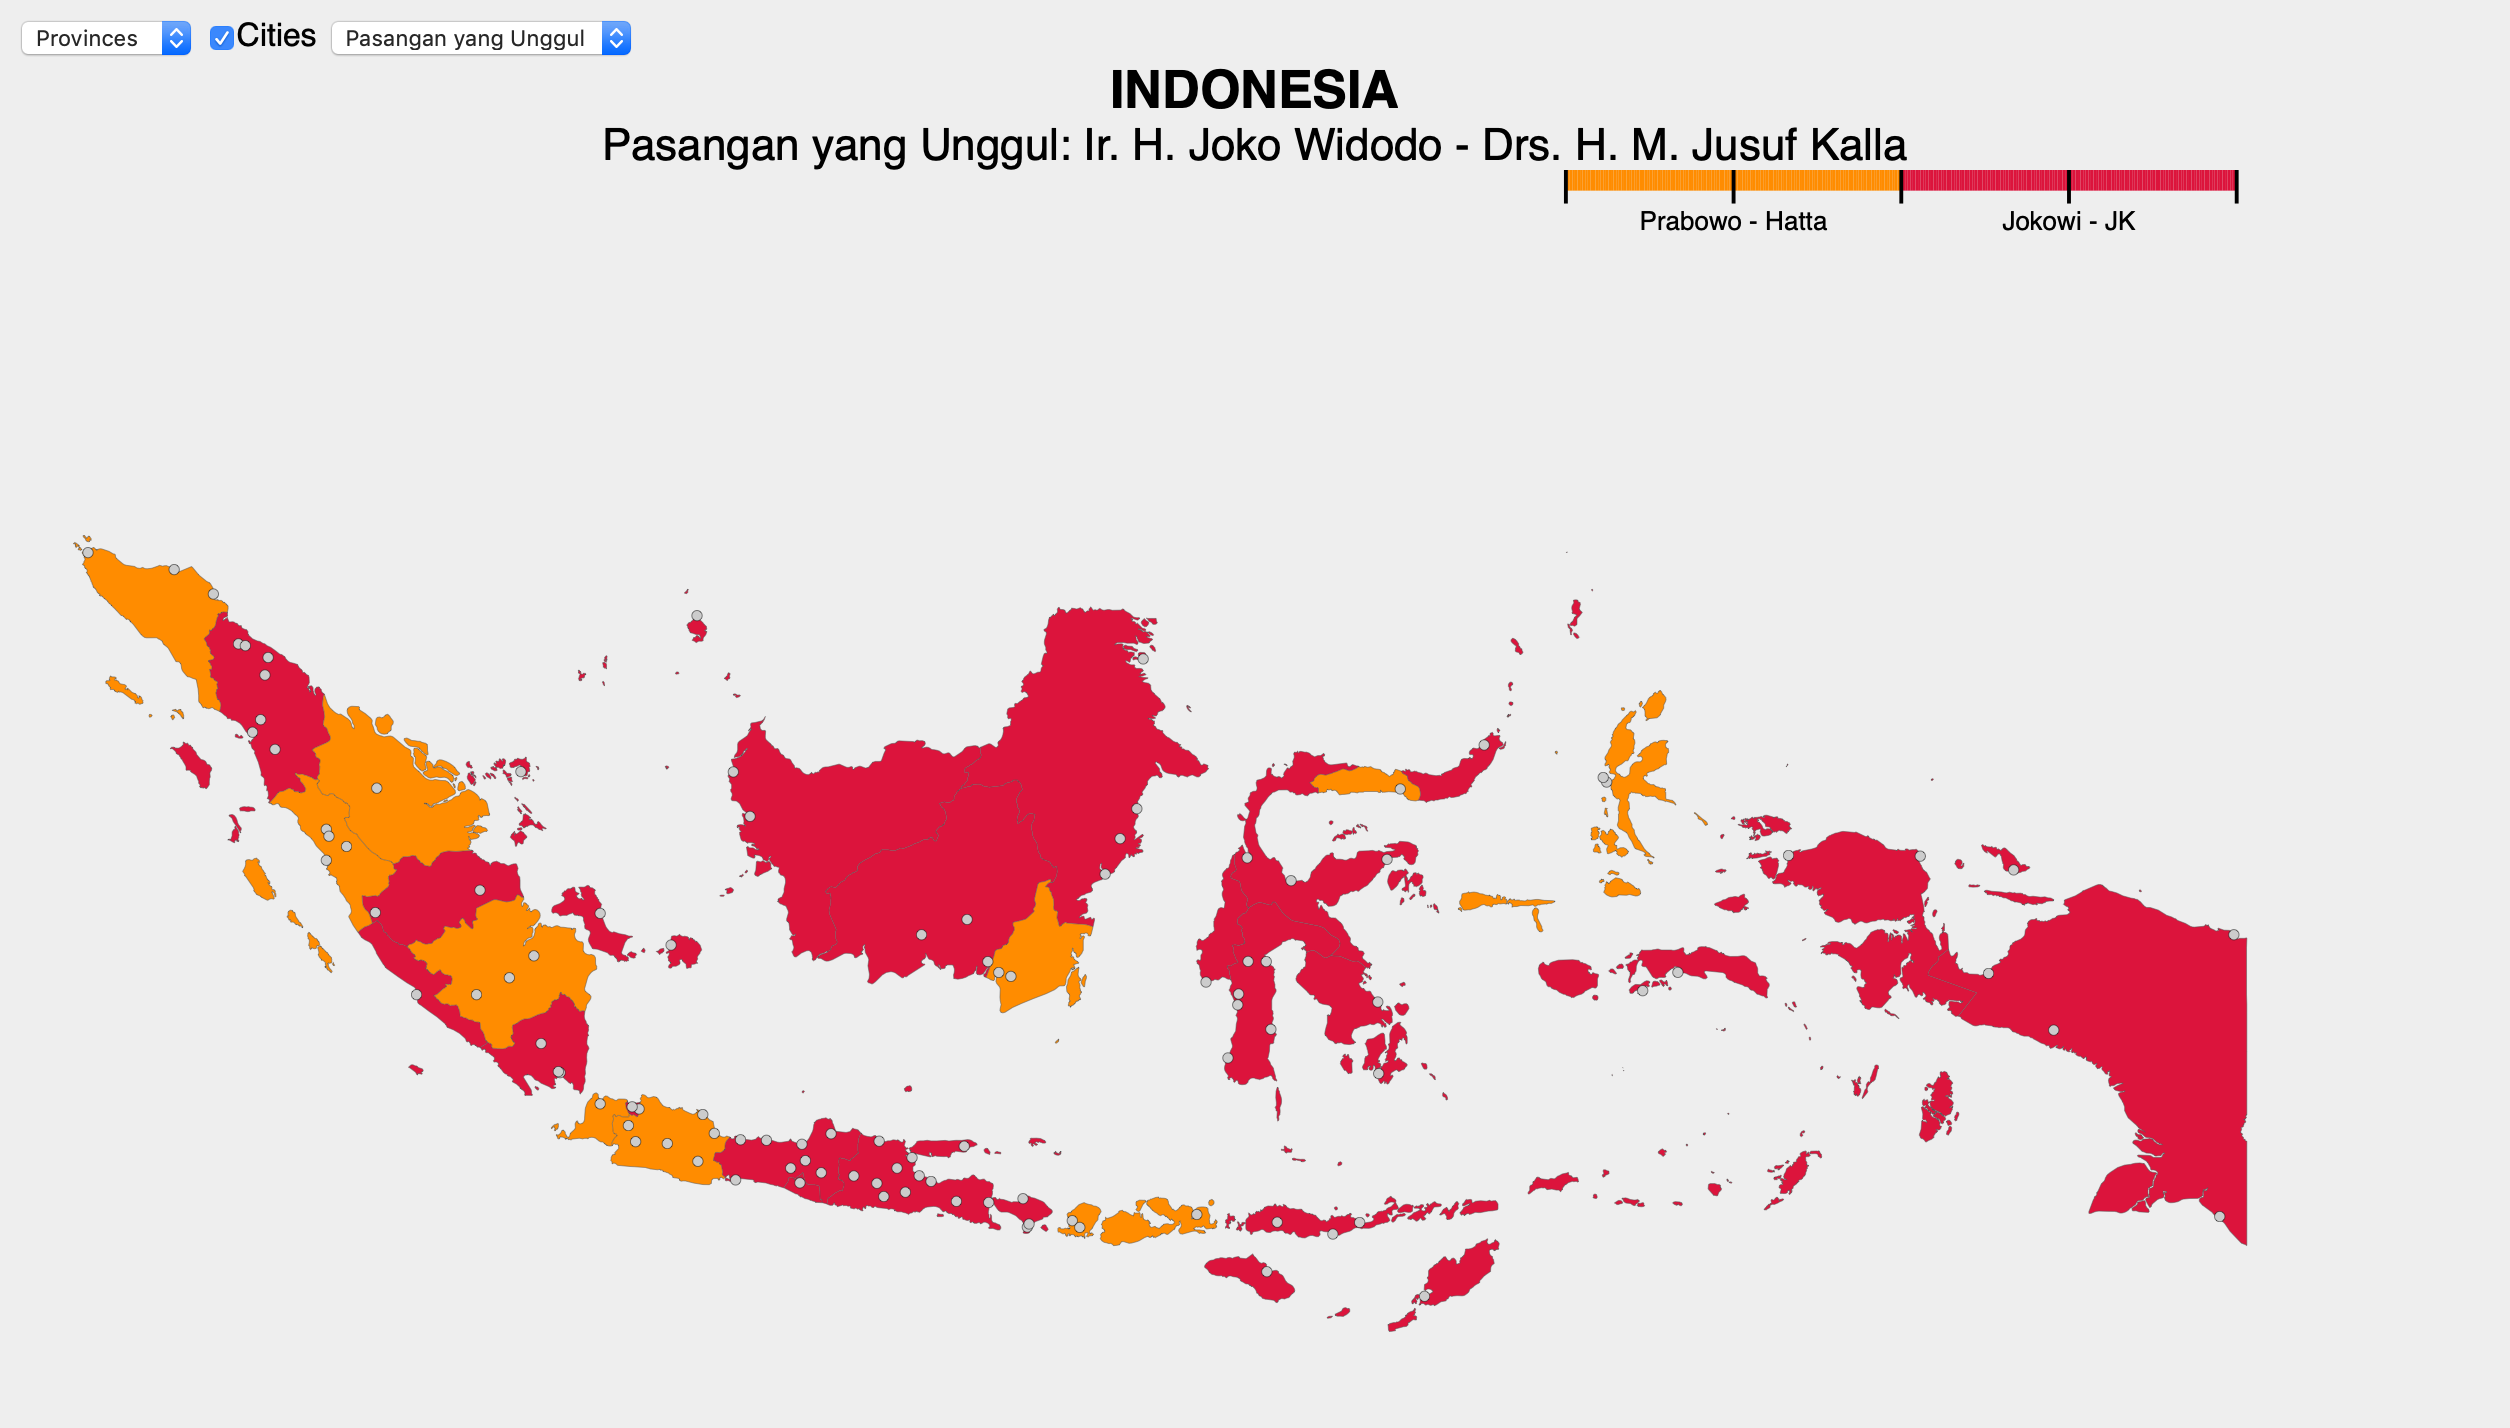 Provinces Cities Pasangan yang Unggul
INDONESIA
Pasangan yang Unggul: Ir. H. Joko Widodo - Drs. H. M. Jusuf Kalla
Prabowo - Hatta Jokowi - JK